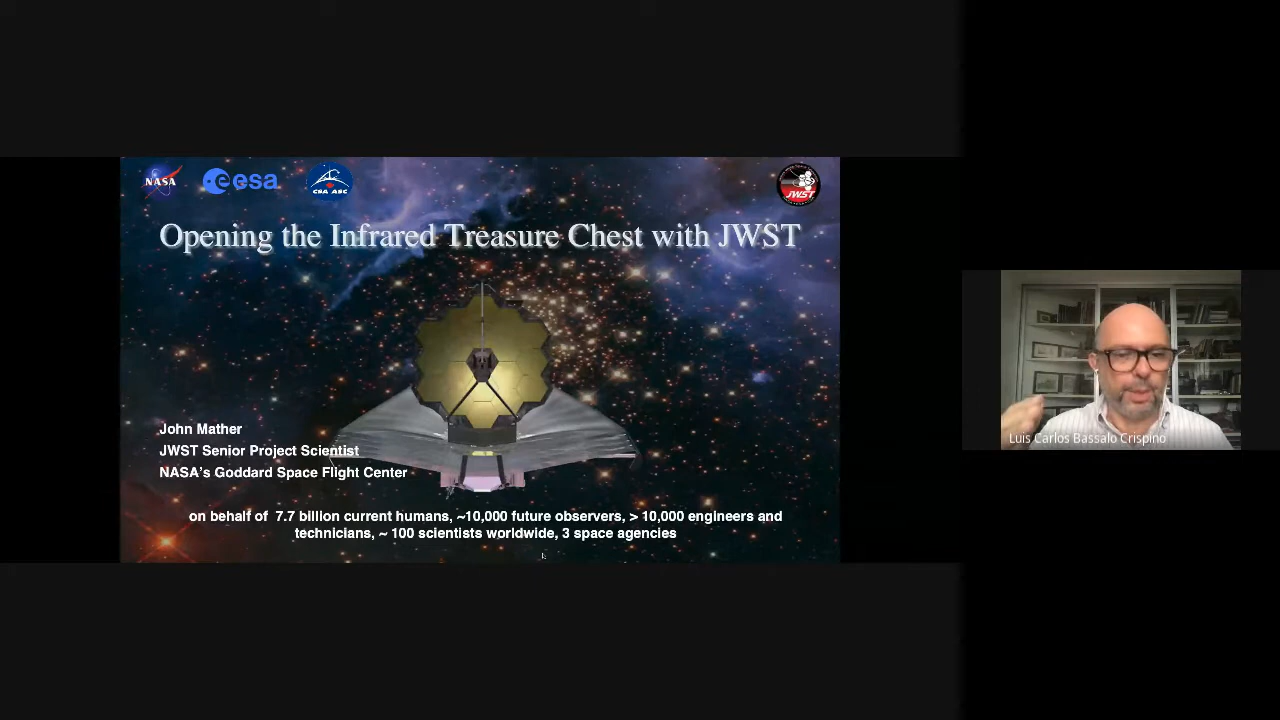 NASA
esa
CSA ASC
JWST
Opening the Infrared Treasure Chest with JWST
John Mather
JWST Senior Project Scientist
NASA's Goddard Space Flight Center
on behalf of 7.7 billion current humans, ~10,000 future observers, > 10,000 engineers and
technicians, ~ 100 scientists worldwide, 3 space agencies
Luis Carlos Bassalo Crispino